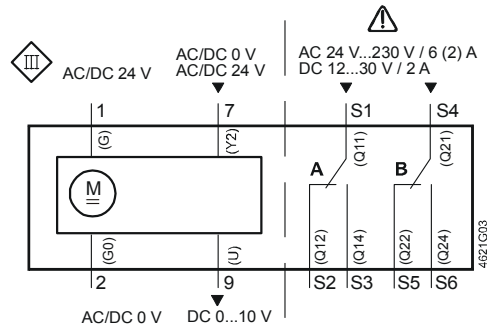 III
AC/DC 24 V
AC/DC 0 V
AC/DC 24 V
AC 24 V...230 V / 6 (2) A
DC 12...30 V / 2 A
1
7
S1
S4
(G)
(Y2)
(Q11)
(Q21)
M
A
B
(G0)
(U)
(Q12)
(Q14)
(Q22)
(Q24)
2
9
S2
S3
S5
S6
AC/DC 0 V
DC 0...10 V
4621G03